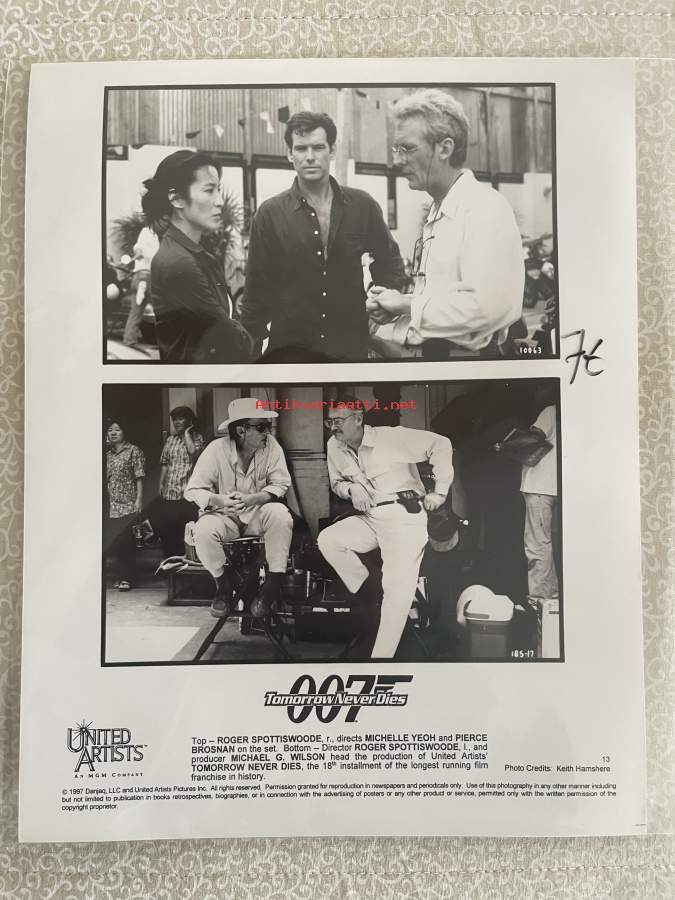 10063
7€
Antikvariaatti.net
185-17
007
Tomorrow Never Dies
UNITED
ARTISTS™
AN MGM COMPANY
Top – ROGER SPOTTISWOODE, r., directs MICHELLE YEOH and PIERCE
BROSNAN on the set. Bottom – Director ROGER SPOTTISWOODE, l., and
producer MICHAEL G. WILSON head the production of United Artists'
TOMORROW NEVER DIES, the 18th installment of the longest running film
franchise in history.
13
Photo Credits: Keith Hamshere
© 1997 Danjaq, LLC and United Artists Pictures Inc. All rights reserved. Permission granted for reproduction in newspapers and periodicals only. Use of this photography in any other manner including
but not limited to publication in books retrospectives, biographies, or in connection with the advertising of posters or any other product or service, permitted only with the written permission of the
copyright proprietor.